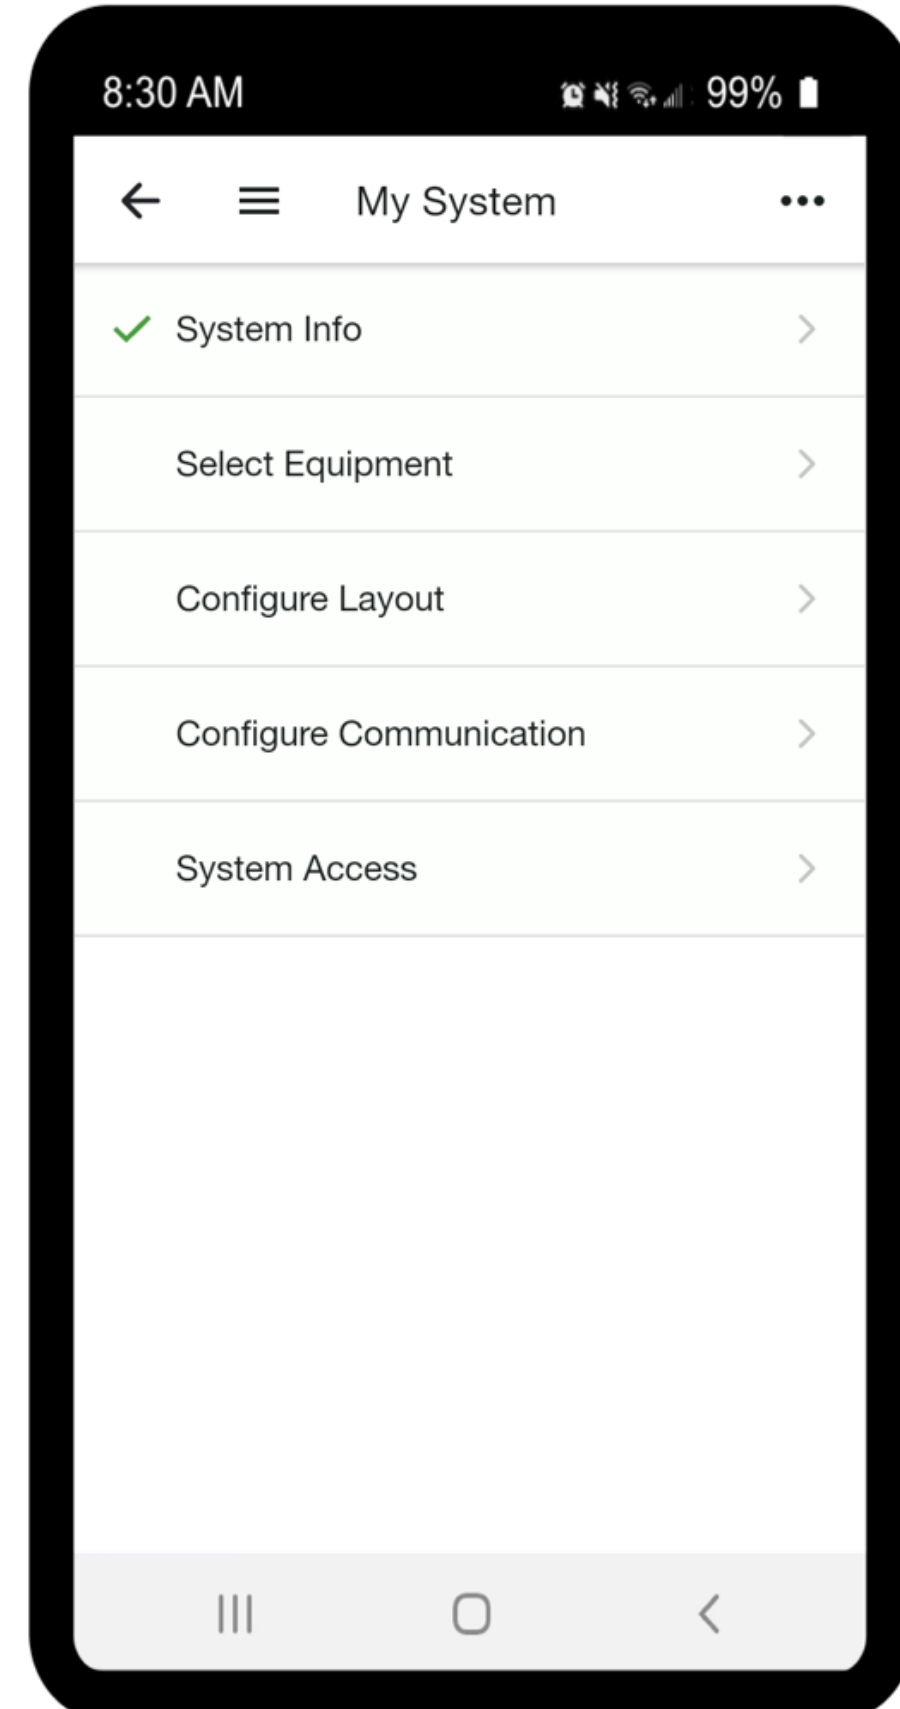 8:30 AM 99%
My System
System Info
Select Equipment
Configure Layout
Configure Communication
System Access